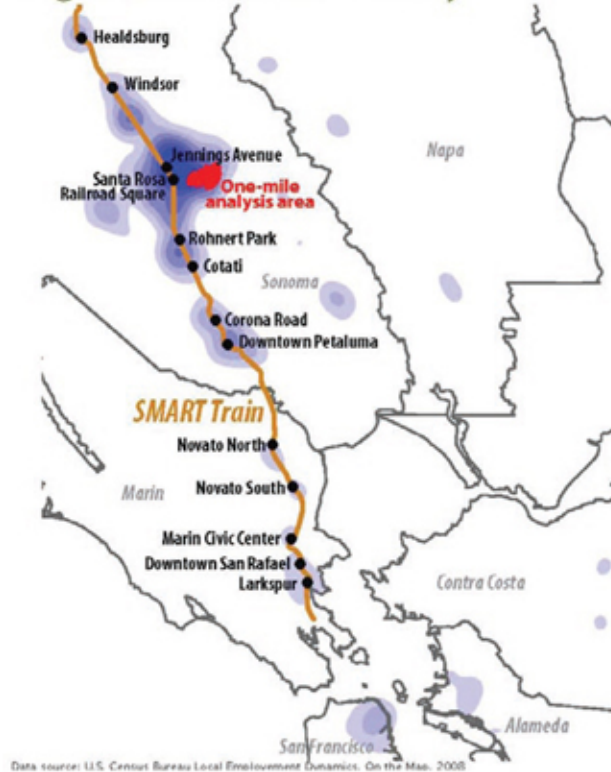 Healdsburg
Windsor
Jennings Avenue
Napa
Santa Rosa
Railroad Square
One-mile
analysis area
Rohnert Park
Cotati
Sonoma
Corona Road
Downtown Petaluma
SMART Train
Novato North
Marin
Novato South
Marin Civic Center
Downtown San Rafael
Larkspur
Contra Costa
Alameda
San Francisco
Data source: U.S. Census Bureau Local Employement Dynamics. On the Map. 2008